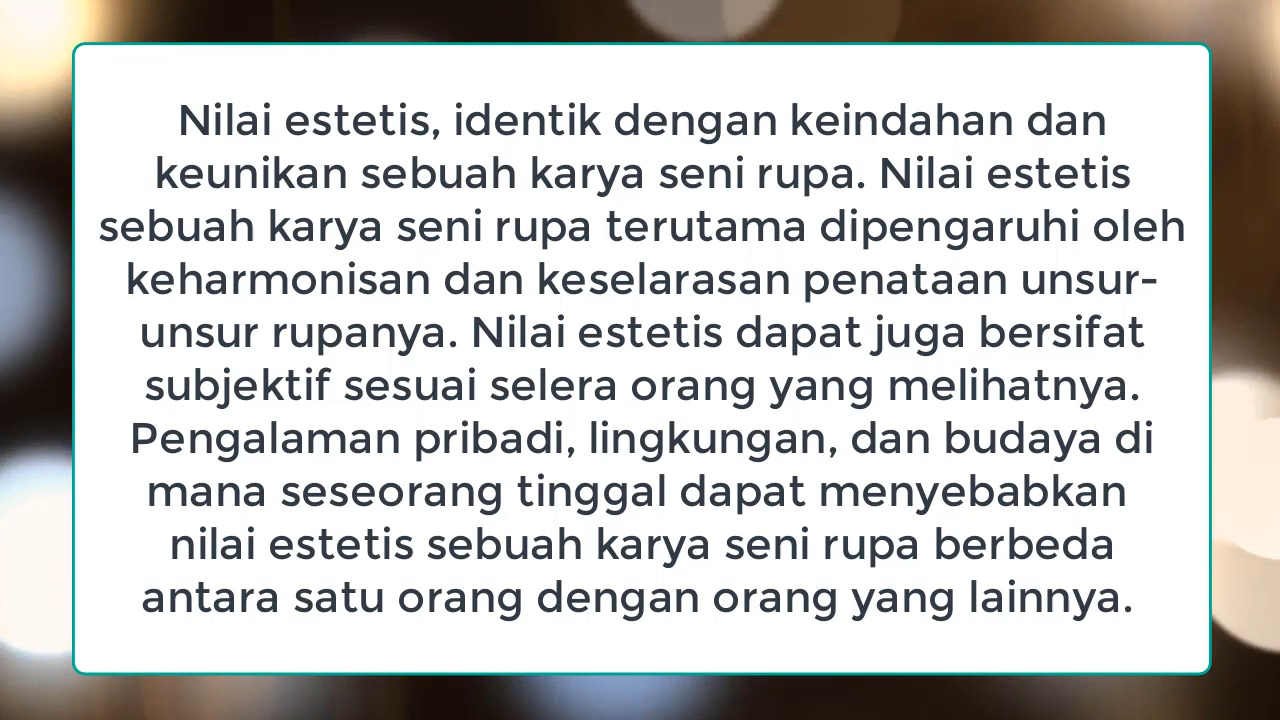 Nilai estetis, identik dengan keindahan dan
keunikan sebuah karya seni rupa. Nilai estetis
sebuah karya seni rupa terutama dipengaruhi oleh
keharmonisan dan keselarasan penataan unsur-
unsur rupanya. Nilai estetis dapat juga bersifat
subjektif sesuai selera orang yang melihatnya.
Pengalaman pribadi, lingkungan, dan budaya di
mana seseorang tinggal dapat menyebabkan
nilai estetis sebuah karya seni rupa berbeda
antara satu orang dengan orang yang lainnya.